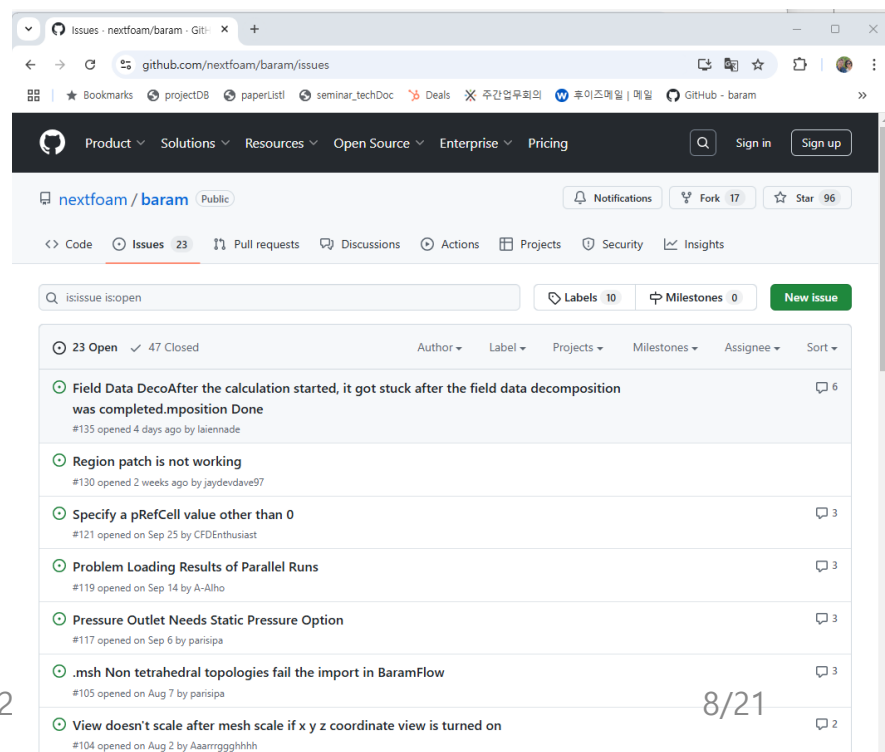 Issues · nextfoam/baram · Git
github.com/nextfoam/baram/issues
Bookmarks projectDB paperListl seminar_techDoc Deals 주간업무회의 후이즈메일 | 메일 GitHub - baram
Product Solutions Resources Open Source Enterprise Pricing Sign in Sign up
nextfoam / baram Public Notifications Fork 17 Star 96
Code Issues 23 Pull requests Discussions Actions Projects Security Insights
is:issue is:open Labels 10 Milestones 0 New issue
23 Open 47 Closed Author Label Projects Milestones Assignee Sort
Field Data DecoAfter the calculation started, it got stuck after the field data decomposition 6
was completed.mposition Done
#135 opened 4 days ago by laiennade
Region patch is not working
#130 opened 2 weeks ago by jaydevdave97
Specify a pRefCell value other than 0 3
#121 opened on Sep 25 by CFDEnthusiast
Problem Loading Results of Parallel Runs 3
#119 opened on Sep 14 by A-Alho
Pressure Outlet Needs Static Pressure Option 3
#117 opened on Sep 6 by parisipa
.msh Non tetrahedral topologies fail the import in BaramFlow 3
#105 opened on Aug 7 by parisipa
2 8/21
View doesn't scale after mesh scale if x y z coordinate view is turned on 2
#104 opened on Aug 2 by Aaarrrggghhhh